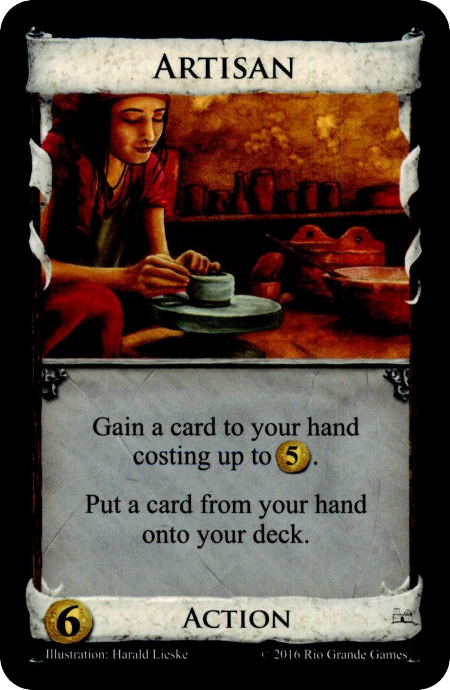 ARTISAN
Gain a card to your hand
costing up to 5.
Put a card from your hand
onto your deck.
6 ACTION
Illustration: Harald Lieske © 2016 Rio Grande Games